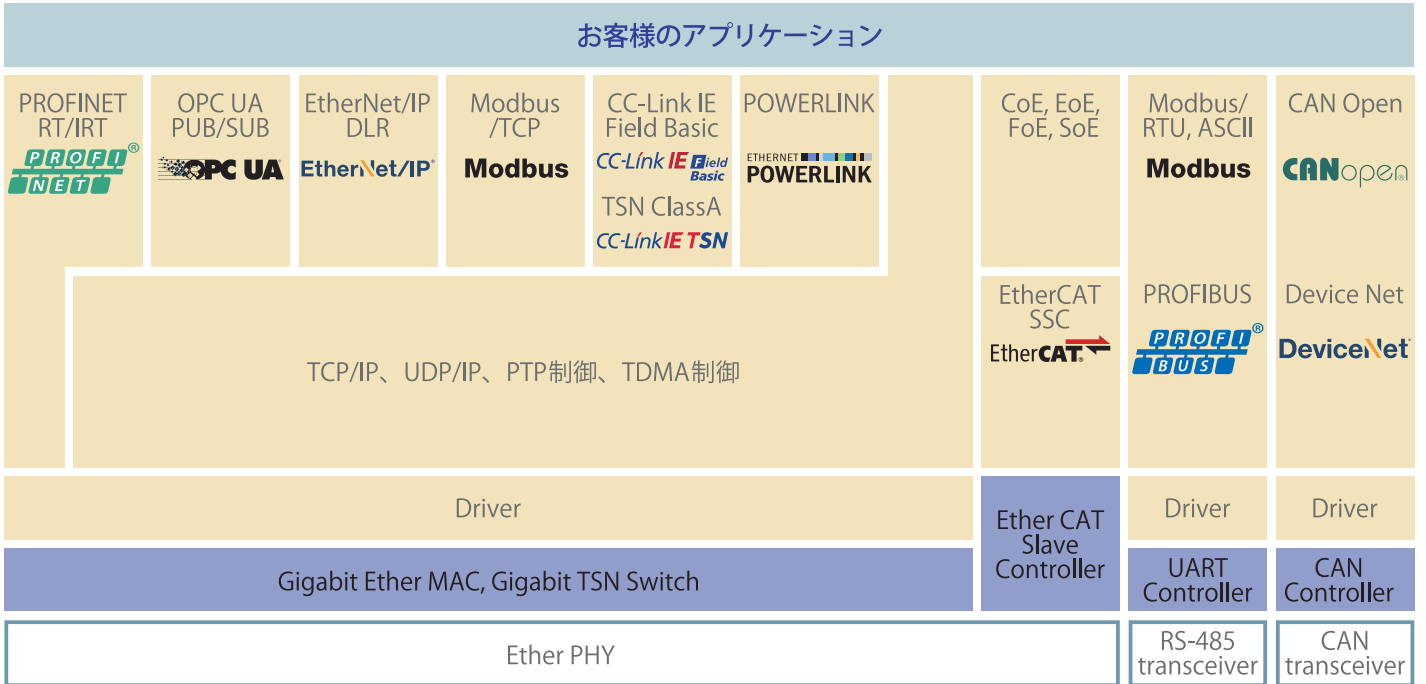 お客様のアプリケーション
PROFINET
RT/IRT
PROFI®
NET
OPC UA
PUB/SUB
OPC UA
EtherNet/IP
DLR
EtherNet/IP®
Modbus
/TCP
Modbus
CC-Link IE
Field Basic
CC-Link IE Field
Basic
TSN ClassA
CC-Link IE TSN
POWERLINK
ETHERNET
POWERLINK
CoE, EoE,
FoE, SoE
Modbus/
RTU, ASCII
Modbus
CAN Open
CANopen®
TCP/IP、UDP/IP、PTP制御、TDMA制御
EtherCAT
SSC
EtherCAT®
PROFIBUS
PROFI®
BUS
Device Net
DeviceNet
Driver
Ether CAT
Slave
Controller
Driver
Driver
Gigabit Ether MAC, Gigabit TSN Switch
UART
Controller
CAN
Controller
Ether PHY
RS-485
transceiver
CAN
transceiver